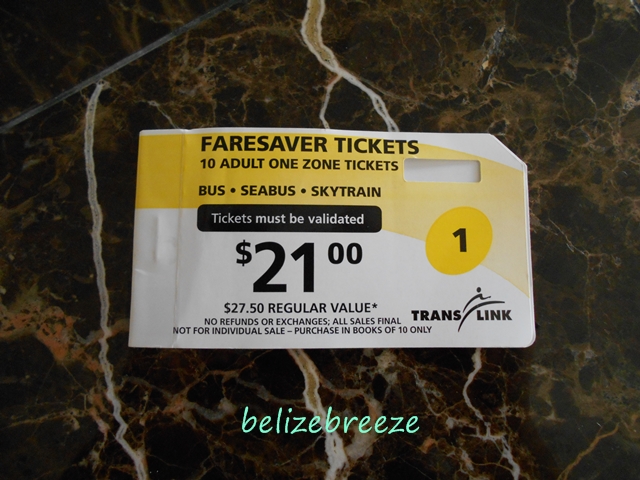 FARESAVER TICKETS
10 ADULT ONE ZONE TICKETS
BUS • SEABUS • SKYTRAIN
Tickets must be validated
$21 00
1
$27.50 REGULAR VALUE*
NO REFUNDS OR EXCHANGES; ALL SALES FINAL
NOT FOR INDIVIDUAL SALE – PURCHASE IN BOOKS OF 10 ONLY
TRANS LINK
belizebreeze